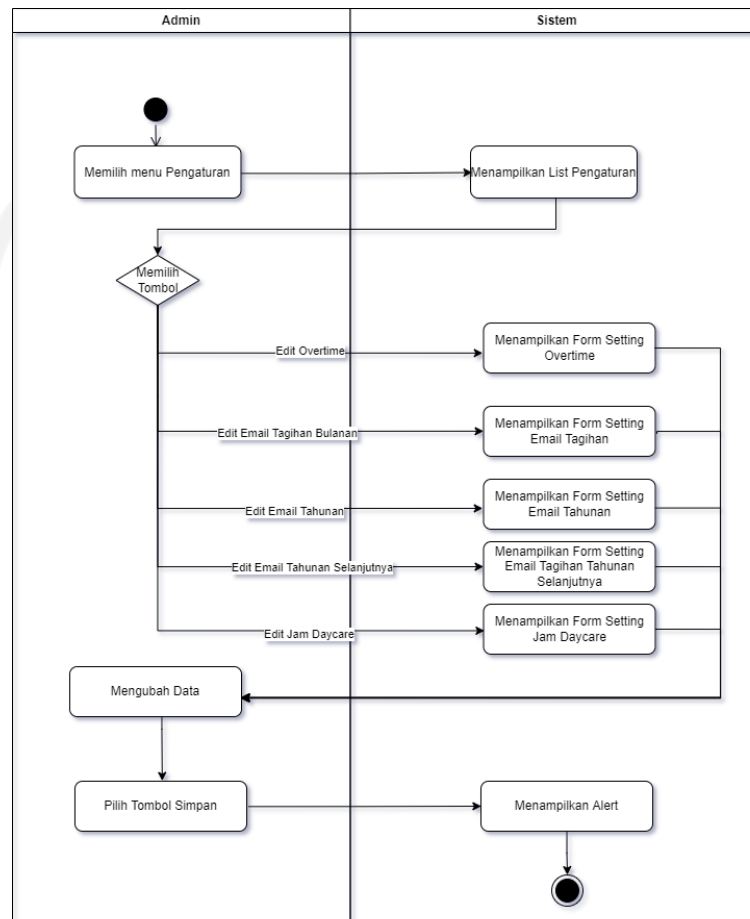 Admin
Sistem
Memilih menu Pengaturan
Menampilkan List Pengaturan
Memilih
Tombol
Edit Overtime
Menampilkan Form Setting
Overtime
Edit Email Tagihan Bulanan
Menampilkan Form Setting
Email Tagihan
Edit Email Tahunan
Menampilkan Form Setting
Email Tahunan
Edit Email Tahunan Selanjutnya
Menampilkan Form Setting
Email Tagihan Tahunan
Selanjutnya
Edit Jam Daycare
Menampilkan Form Setting
Jam Daycare
Mengubah Data
Pilih Tombol Simpan
Menampilkan Alert